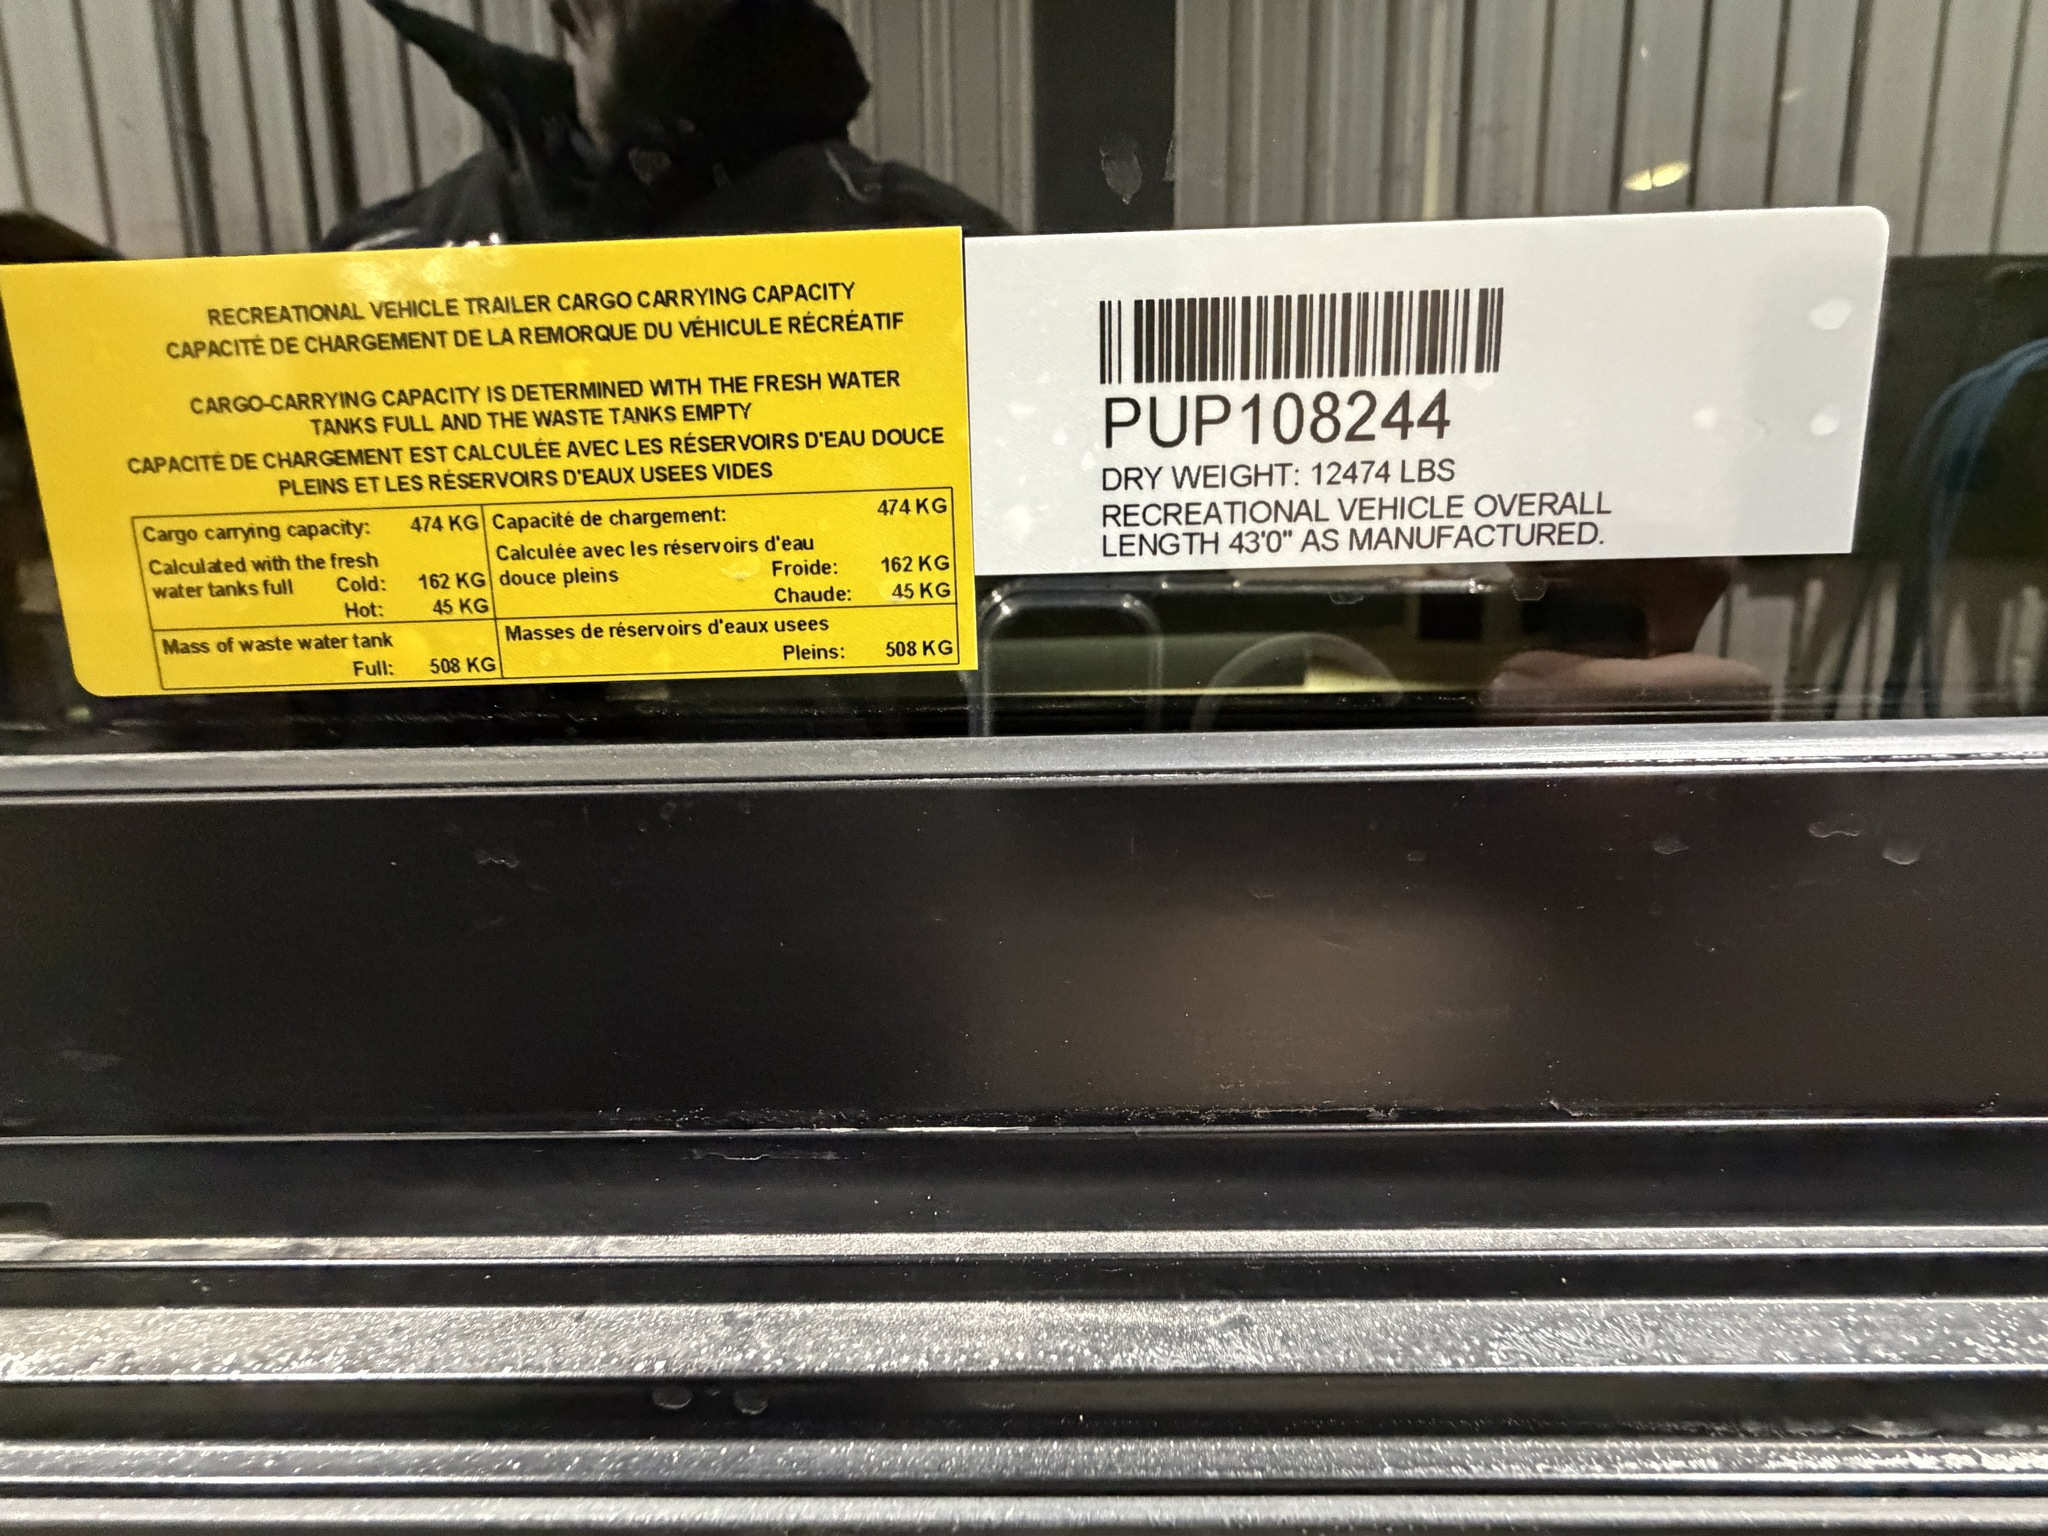 RECREATIONAL VEHICLE TRAILER CARGO CARRYING CAPACITY
CAPACITÉ DE CHARGEMENT DE LA REMORQUE DU VÉHICULE RÉCRÉATIF
CARGO-CARRYING CAPACITY IS DETERMINED WITH THE FRESH WATER
TANKS FULL AND THE WASTE TANKS EMPTY
CAPACITÉ DE CHARGEMENT EST CALCULÉE AVEC LES RÉSERVOIRS D'EAU DOUCE
PLEINS ET LES RÉSERVOIRS D'EAUX USEES VIDES
Cargo carrying capacity: 474 KG
Calculated with the fresh
water tanks full Cold: 162 KG
Hot: 45 KG
Mass of waste water tank
Full: 508 KG
Capacité de chargement: 474 KG
Calculée avec les réservoirs d'eau
douce pleins Froide: 162 KG
Chaude: 45 KG
Masses de réservoirs d'eaux usees
Pleins: 508 KG
PUP108244
DRY WEIGHT: 12474 LBS
RECREATIONAL VEHICLE OVERALL
LENGTH 43'0" AS MANUFACTURED.